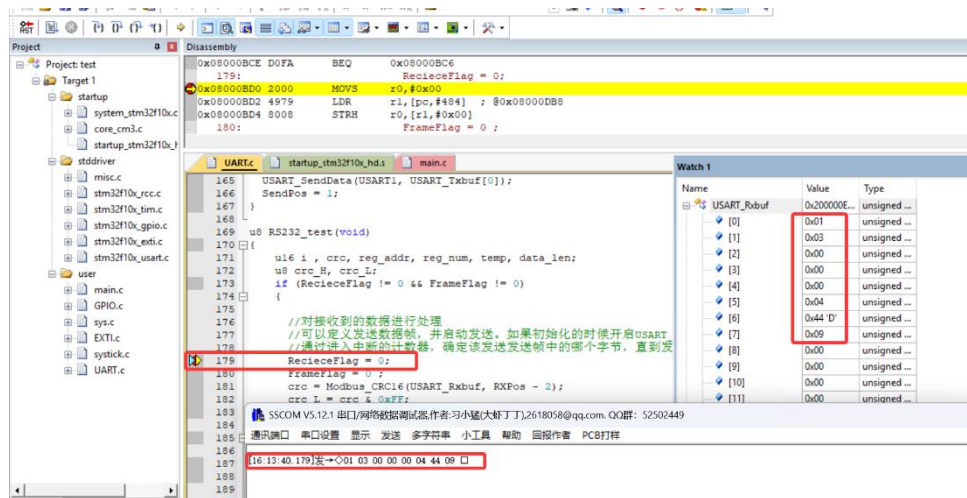 Project
Project: test
Target 1
startup
system_stm32f10x.c
core_cm3.c
startup_stm32f10x_h
stddriver
misc.c
stm32f10x_rcc.c
stm32f10x_tim.c
stm32f10x_gpio.c
stm32f10x_exti.c
stm32f10x_usart.c
user
main.c
GPIO.c
sys.c
EXTI.c
systick.c
UART.c
Disassembly
0x08000BCE D0FA BEQ 0x08000BC6
179: RecieceFlag = 0;
0x08000BD0 2000 MOVS r0,#0x00
0x08000BD2 4979 LDR r1,[pc,#484] ; @0x08000DB8
0x08000BD4 8008 STRH r0,[r1,#0x00]
180: FrameFlag = 0 ;
UART.c startup_stm32f10x_hd.s main.c
165 USART_SendData(USART1, USART_Txbuf[0]);
166 SendPos = 1;
167 }
168
169 u8 RS232_test(void)
170 {
171 u16 i , crc, reg_addr, reg_num, temp, data_len;
172 u8 crc_H, crc_L;
173 if (RecieceFlag != 0 && FrameFlag != 0)
174 {
175
176 //对接收到的数据进行处理
177 //可以定义发送数据帧，并启动发送。如果初始化的时候开启USART_
178 //通过进入中断的计数器，确定该发送发送帧中的哪个字节，直到发
179 RecieceFlag = 0;
180 FrameFlag = 0 ;
181 crc = Modbus_CRC16(USART_Rxbuf, RXPos - 2);
182 crc_L = crc & 0xFF;
183
184
185
186
187
188
189
Watch 1
Name Value Type
USART_Rxbuf 0x200000E... unsigned ...
[0] 0x01 unsigned ...
[1] 0x03 unsigned ...
[2] 0x00 unsigned ...
[3] 0x00 unsigned ...
[4] 0x00 unsigned ...
[5] 0x04 unsigned ...
[6] 0x44 'D' unsigned ...
[7] 0x09 unsigned ...
[8] 0x00 unsigned ...
[9] 0x00 unsigned ...
[10] 0x00 unsigned ...
[11] 0x00 unsigned ...
SSCOM V5.12.1 串口/网络数据调试器,作者:习小猛(大虾丁丁),2618058@qq.com. QQ群: 52502449
通讯端口 串口设置 显示 发送 多字符串 小工具 帮助 回报作者 PCB打样
[16:13:40.179]发→◇01 03 00 00 00 04 44 09 □